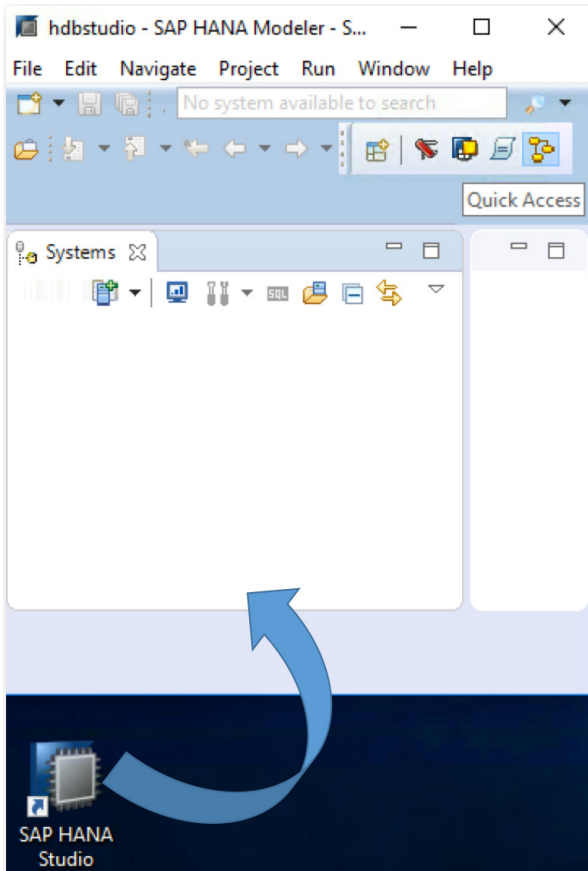 hdbstudio - SAP HANA Modeler - S...
File Edit Navigate Project Run Window Help
No system available to search
Quick Access
Systems
SQL
SAP HANA
Studio